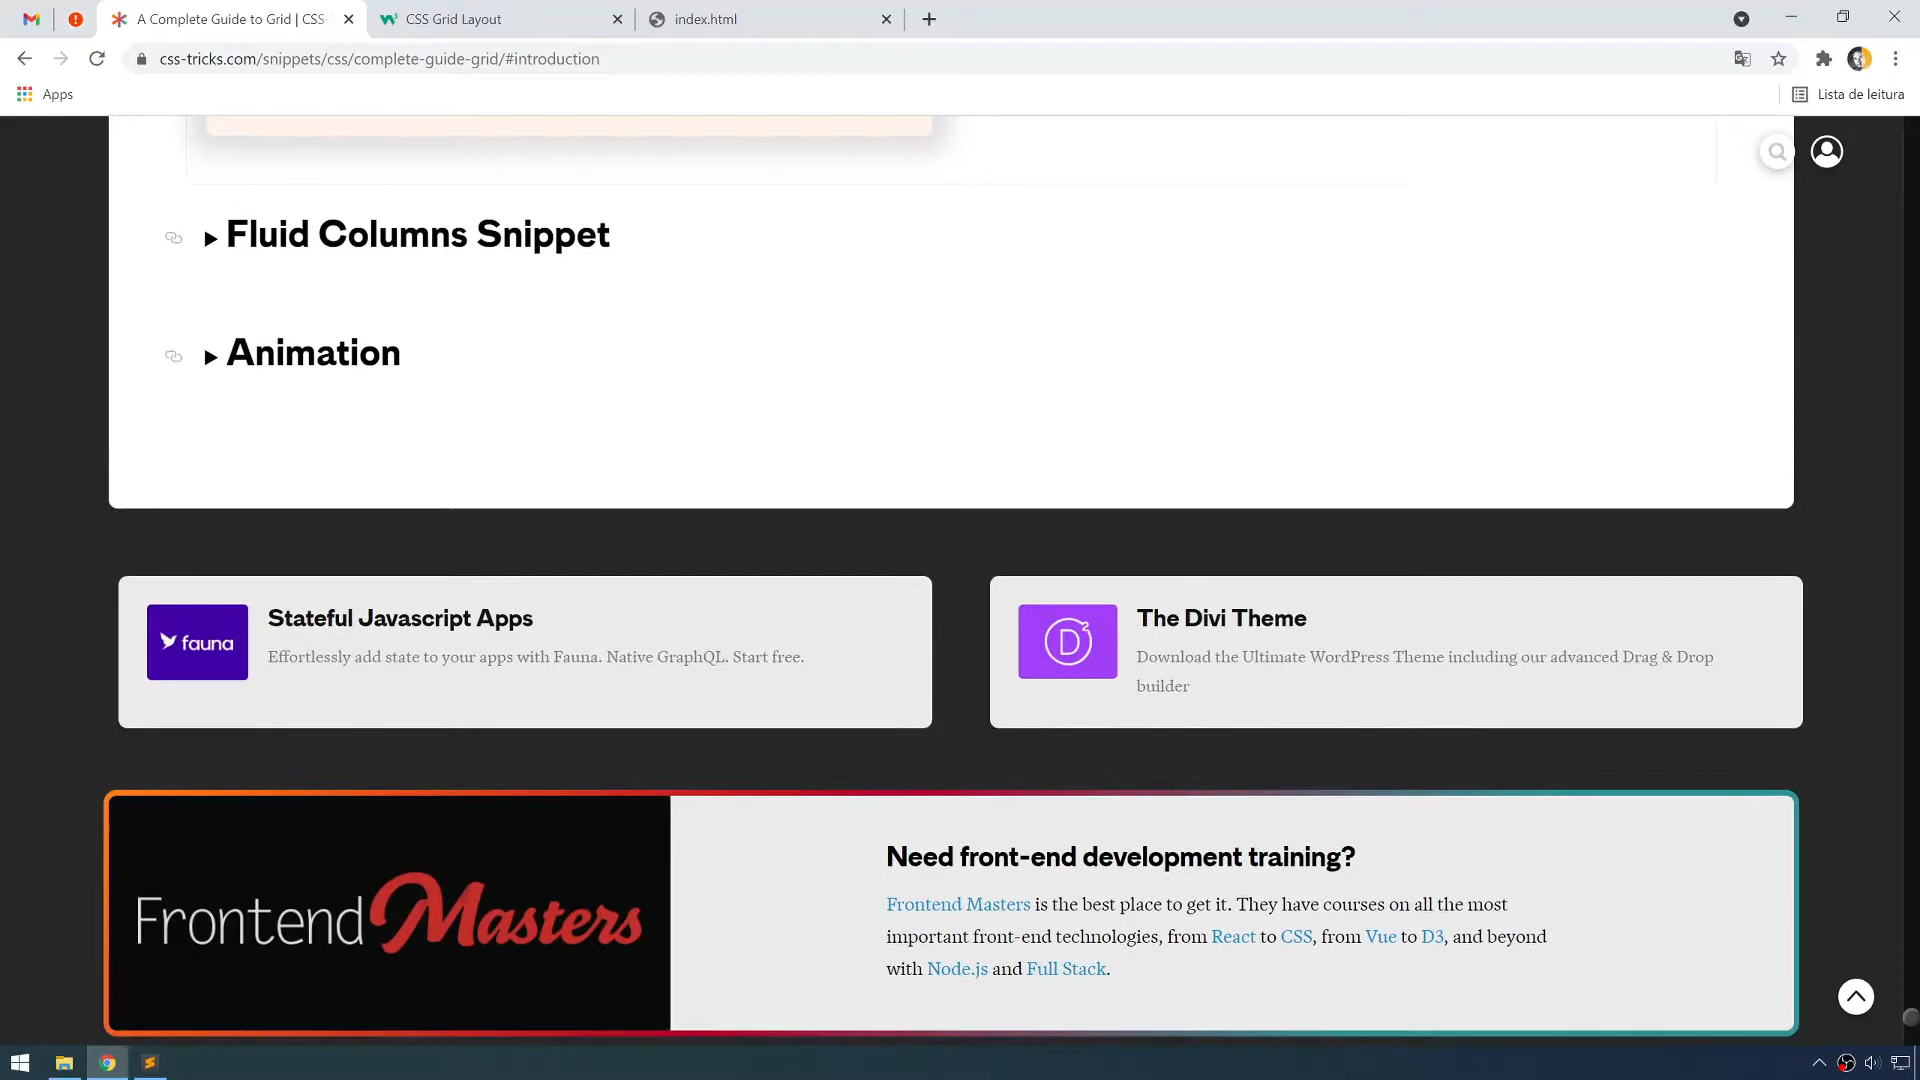 A Complete Guide to Grid | CSS-
CSS Grid Layout
index.html
css-tricks.com/snippets/css/complete-guide-grid/#introduction
Apps
Lista de leitura
Fluid Columns Snippet
Animation
fauna
Stateful Javascript Apps
Effortlessly add state to your apps with Fauna. Native GraphQL. Start free.
D2
The Divi Theme
Download the Ultimate WordPress Theme including our advanced Drag & Drop
builder
Frontend Masters
Need front-end development training?
Frontend Masters is the best place to get it. They have courses on all the most
important front-end technologies, from React to CSS, from Vue to D3, and beyond
with Node.js and Full Stack.